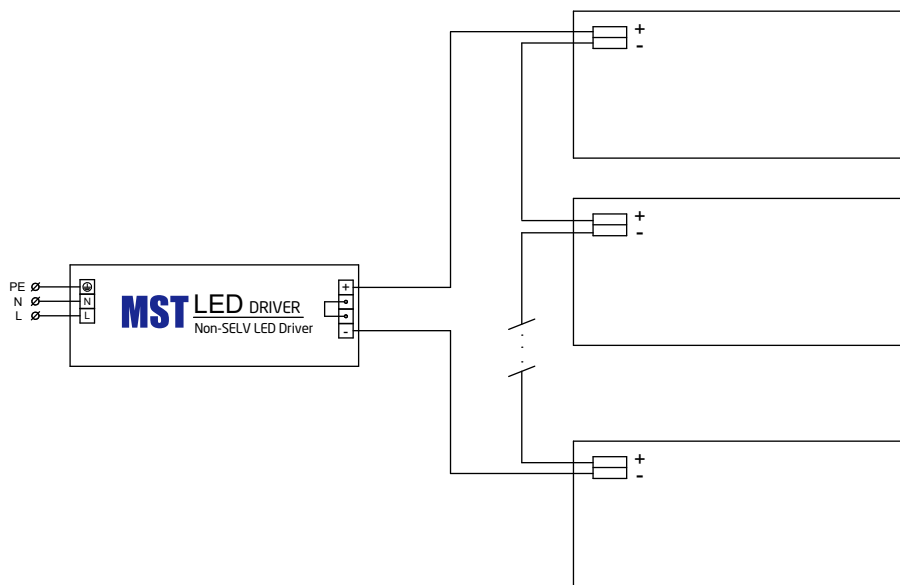 +
-
+
-
PE
N
L
N
L
MST LED DRIVER
Non-SELV LED Driver
+
-
+
-